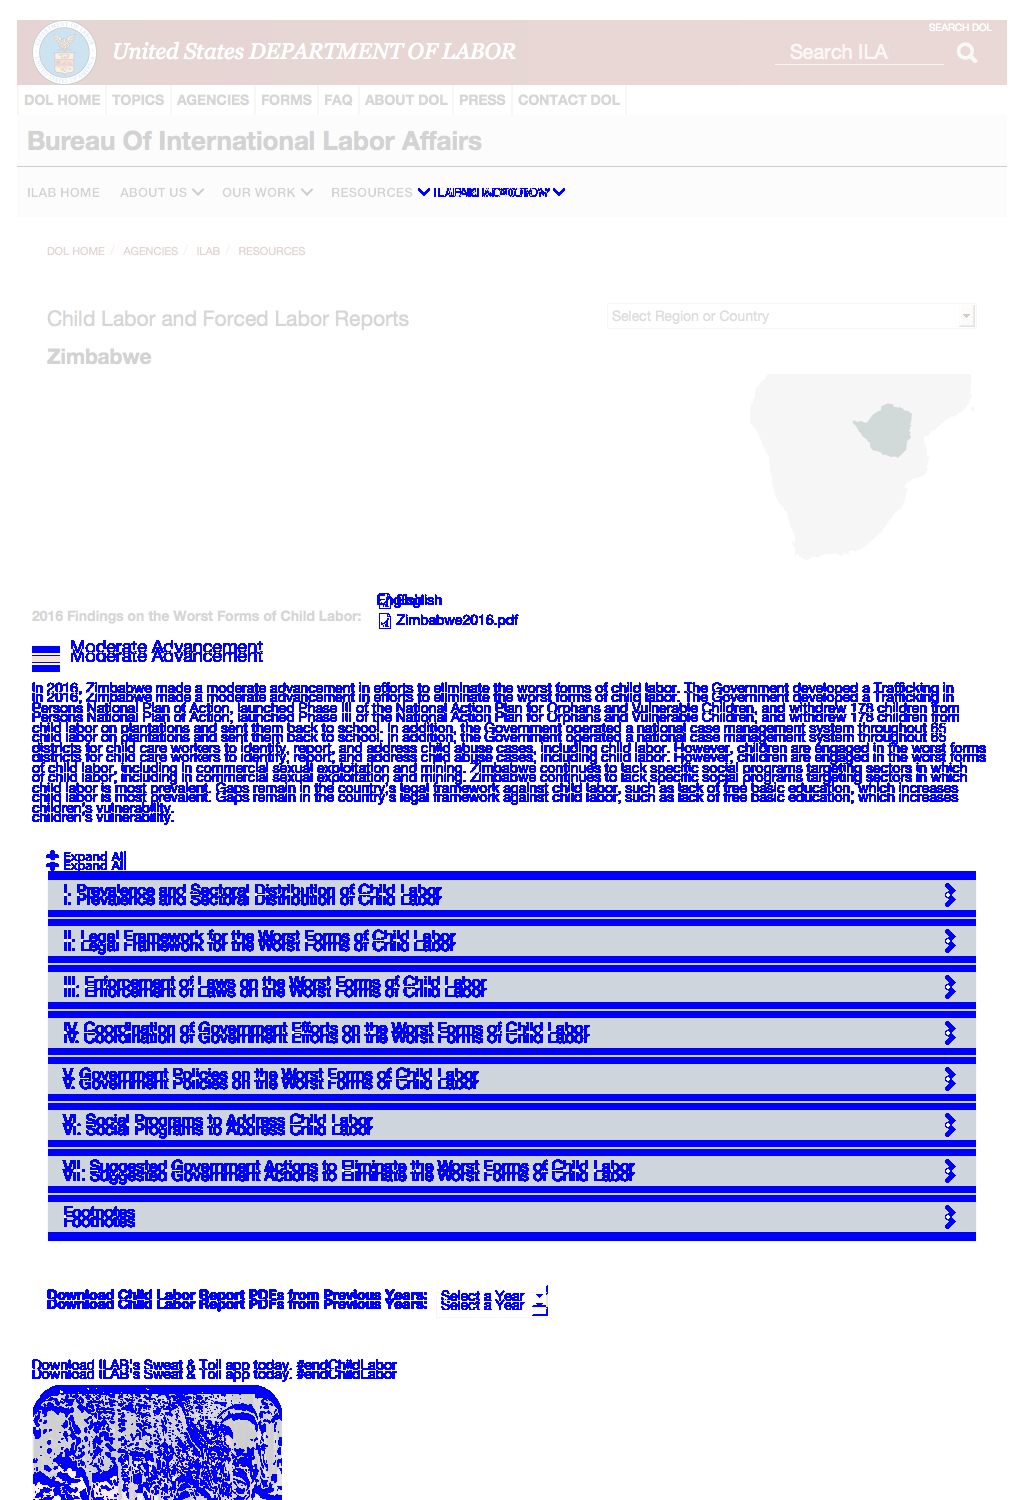 SEARCH DOL
United States DEPARTMENT OF LABOR
Search ILA
DOL HOME TOPICS AGENCIES FORMS FAQ ABOUT DOL PRESS CONTACT DOL
Bureau Of International Labor Affairs
ILAB HOME ABOUT US OUR WORK RESOURCES
DOL HOME / AGENCIES / ILAB / RESOURCES
Child Labor and Forced Labor Reports
Select Region or Country
Zimbabwe
English
2016 Findings on the Worst Forms of Child Labor:
Zimbabwe2016.pdf
Moderate Advancement
In 2016, Zimbabwe made a moderate advancement in efforts to eliminate the worst forms of child labor. The Government developed a Trafficking in
Persons National Plan of Action, launched Phase III of the National Action Plan for Orphans and Vulnerable Children, and withdrew 178 children from
child labor on plantations and sent them back to school. In addition, the Government operated a national case management system throughout 65
districts for child care workers to identify, report, and address child abuse cases, including child labor. However, children are engaged in the worst forms
of child labor, including in commercial sexual exploitation and mining. Zimbabwe continues to lack specific social programs targeting sectors in which
child labor is most prevalent. Gaps remain in the country's legal framework against child labor, such as lack of free basic education, which increases
children's vulnerability.
Expand All
I. Prevalence and Sectoral Distribution of Child Labor
II. Legal Framework for the Worst Forms of Child Labor
III. Enforcement of Laws on the Worst Forms of Child Labor
IV. Coordination of Government Efforts on the Worst Forms of Child Labor
V. Government Policies on the Worst Forms of Child Labor
VI. Social Programs to Address Child Labor
VII. Suggested Government Actions to Eliminate the Worst Forms of Child Labor
Footnotes
Download Child Labor Report PDFs from Previous Years: Select a Year
Download ILAB's Sweat & Toil app today. #endChildLabor